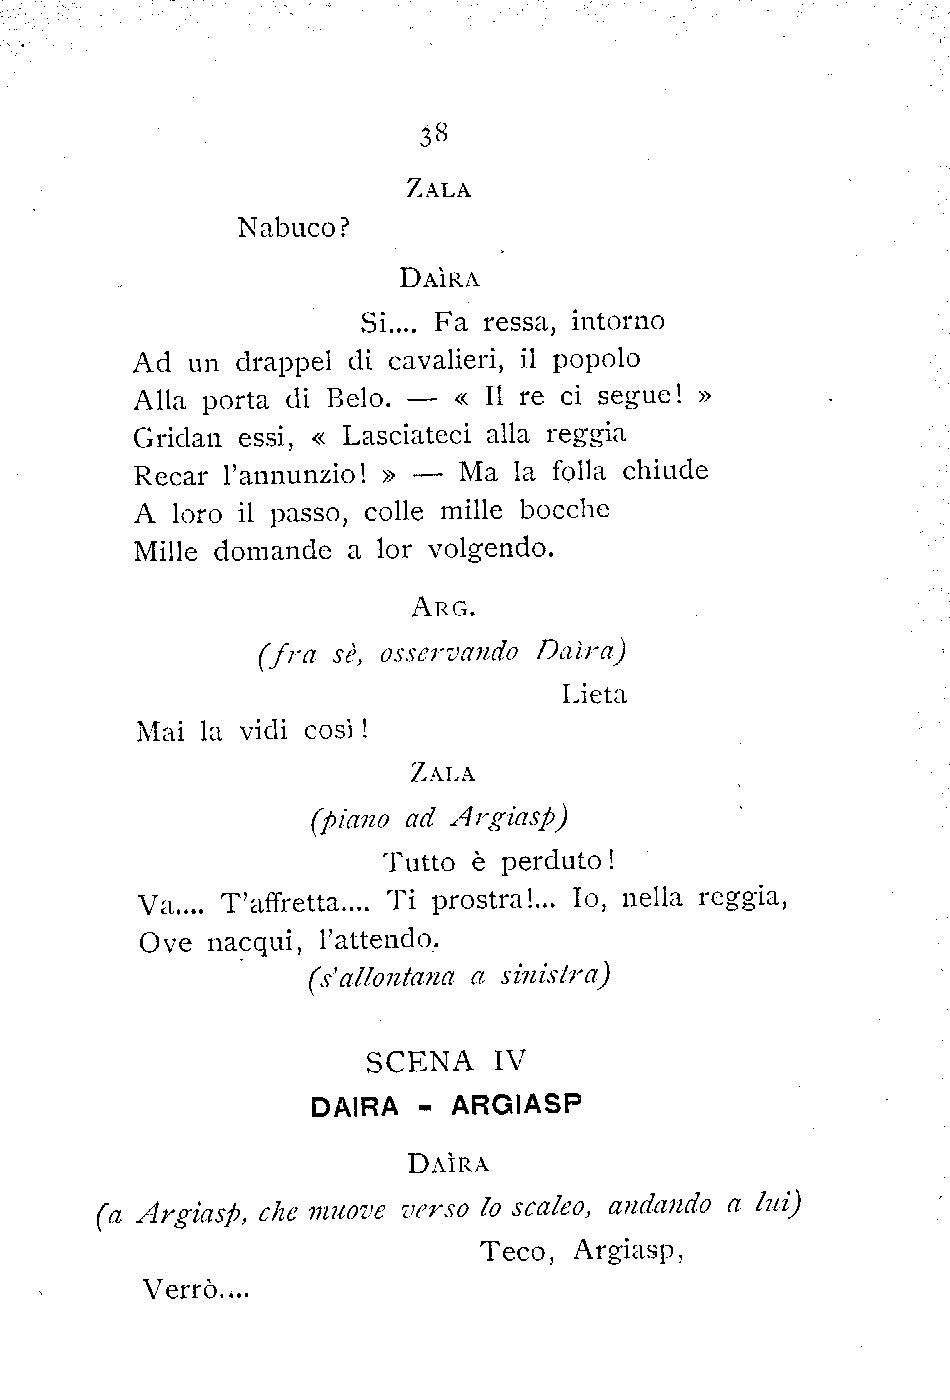 38
ZALA
Nabuco?
DAÌRA
Si.... Fa ressa, intorno
Ad un drappel di cavalieri, il popolo
Alla porta di Belo. — « Il re ci segue! »
Gridan essi, « Lasciateci alla reggia
Recar l'annunzio! » — Ma la folla chiude
A loro il passo, colle mille bocche
Mille domande a lor volgendo.
ARG.
(fra sè, osservando Daìra)
Lieta
Mai la vidi così!
ZALA
(piano ad Argiasp)
Tutto è perduto!
Va.... T'affretta.... Ti prostra!... Io, nella reggia,
Ove nacqui, l'attendo.
(s'allontana a sinistra)
SCENA IV
DAIRA - ARGIASP
DAÌRA
(a Argiasp, che muove verso lo scaleo, andando a lui)
Teco, Argiasp,
Verrò....